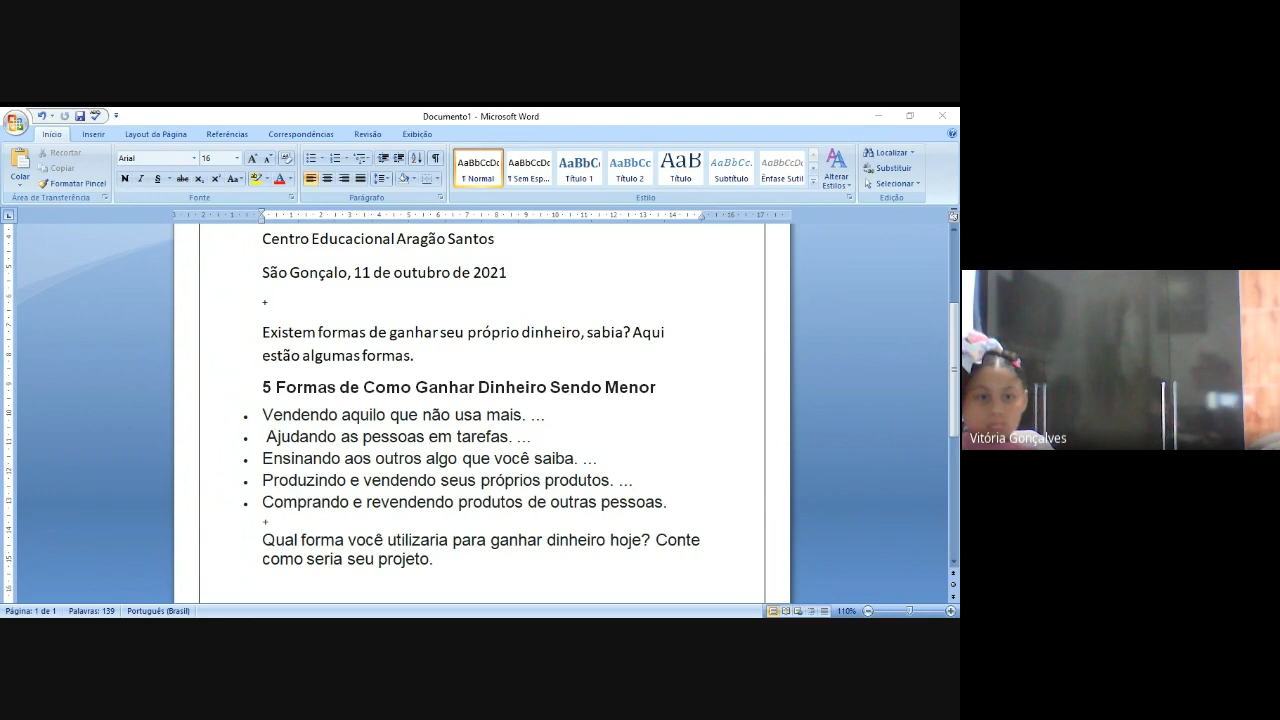 Documento1 - Microsoft Word
Início Inserir Layout da Página Referências Correspondências Revisão Exibição
Colar
Recortar
Copiar
Formatar Pincel
Área de Transferência
Arial 16
Fonte
Parágrafo
AaBbCcDc AaBbCcDc AaBbC AaBbCc AaB AaBbCc. AaBbCcDc
¶ Normal ¶ Sem Esp... Título 1 Título 2 Título Subtítulo Ênfase Sutil
Alterar Estilos
Estilo
Localizar
Substituir
Selecionar
Edição
Centro Educacional Aragão Santos
São Gonçalo, 11 de outubro de 2021
+
Existem formas de ganhar seu próprio dinheiro, sabia? Aqui
estão algumas formas.
5 Formas de Como Ganhar Dinheiro Sendo Menor
• Vendendo aquilo que não usa mais. ...
• Ajudando as pessoas em tarefas. ...
• Ensinando aos outros algo que você saiba. ...
• Produzindo e vendendo seus próprios produtos. ...
• Comprando e revendendo produtos de outras pessoas.
+
Qual forma você utilizaria para ganhar dinheiro hoje? Conte
como seria seu projeto.
Página: 1 de 1 Palavras: 139 Português (Brasil) 110%
Vitória Gonçalves